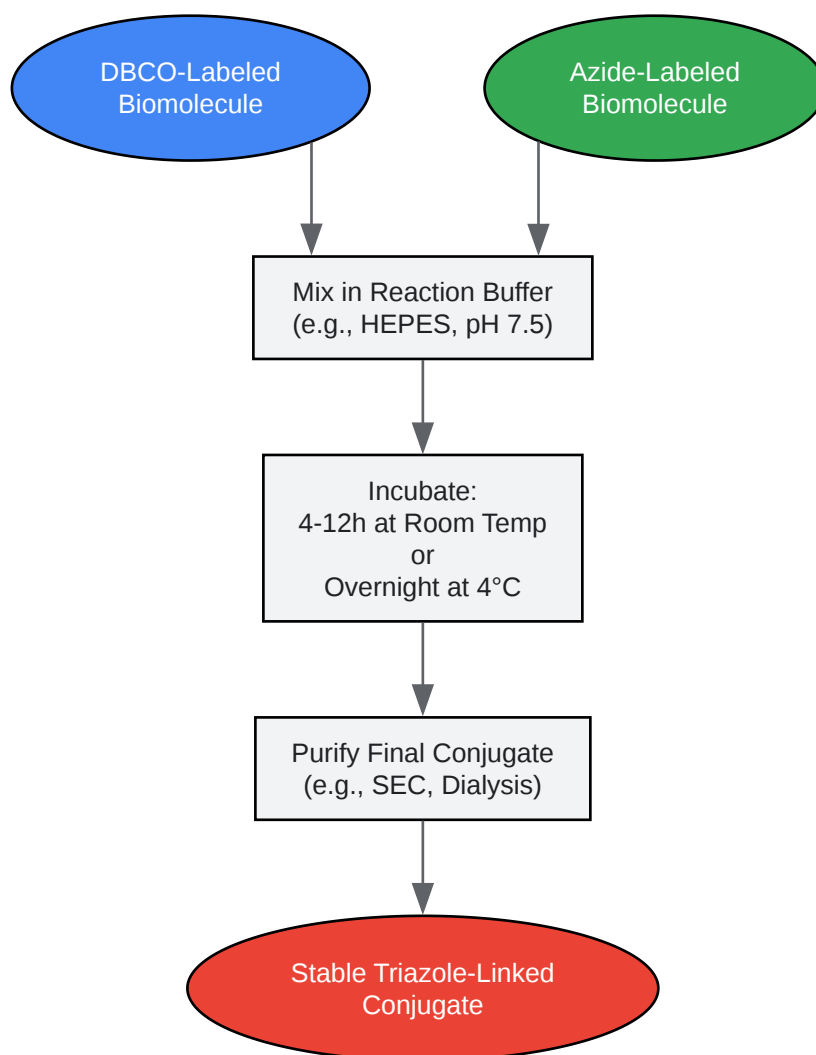 DBCO-Labeled
Biomolecule
Azide-Labeled
Biomolecule
Mix in Reaction Buffer
(e.g., HEPES, pH 7.5)
Incubate:
4-12h at Room Temp
or
Overnight at 4°C
Purify Final Conjugate
(e.g., SEC, Dialysis)
Stable Triazole-Linked
Conjugate